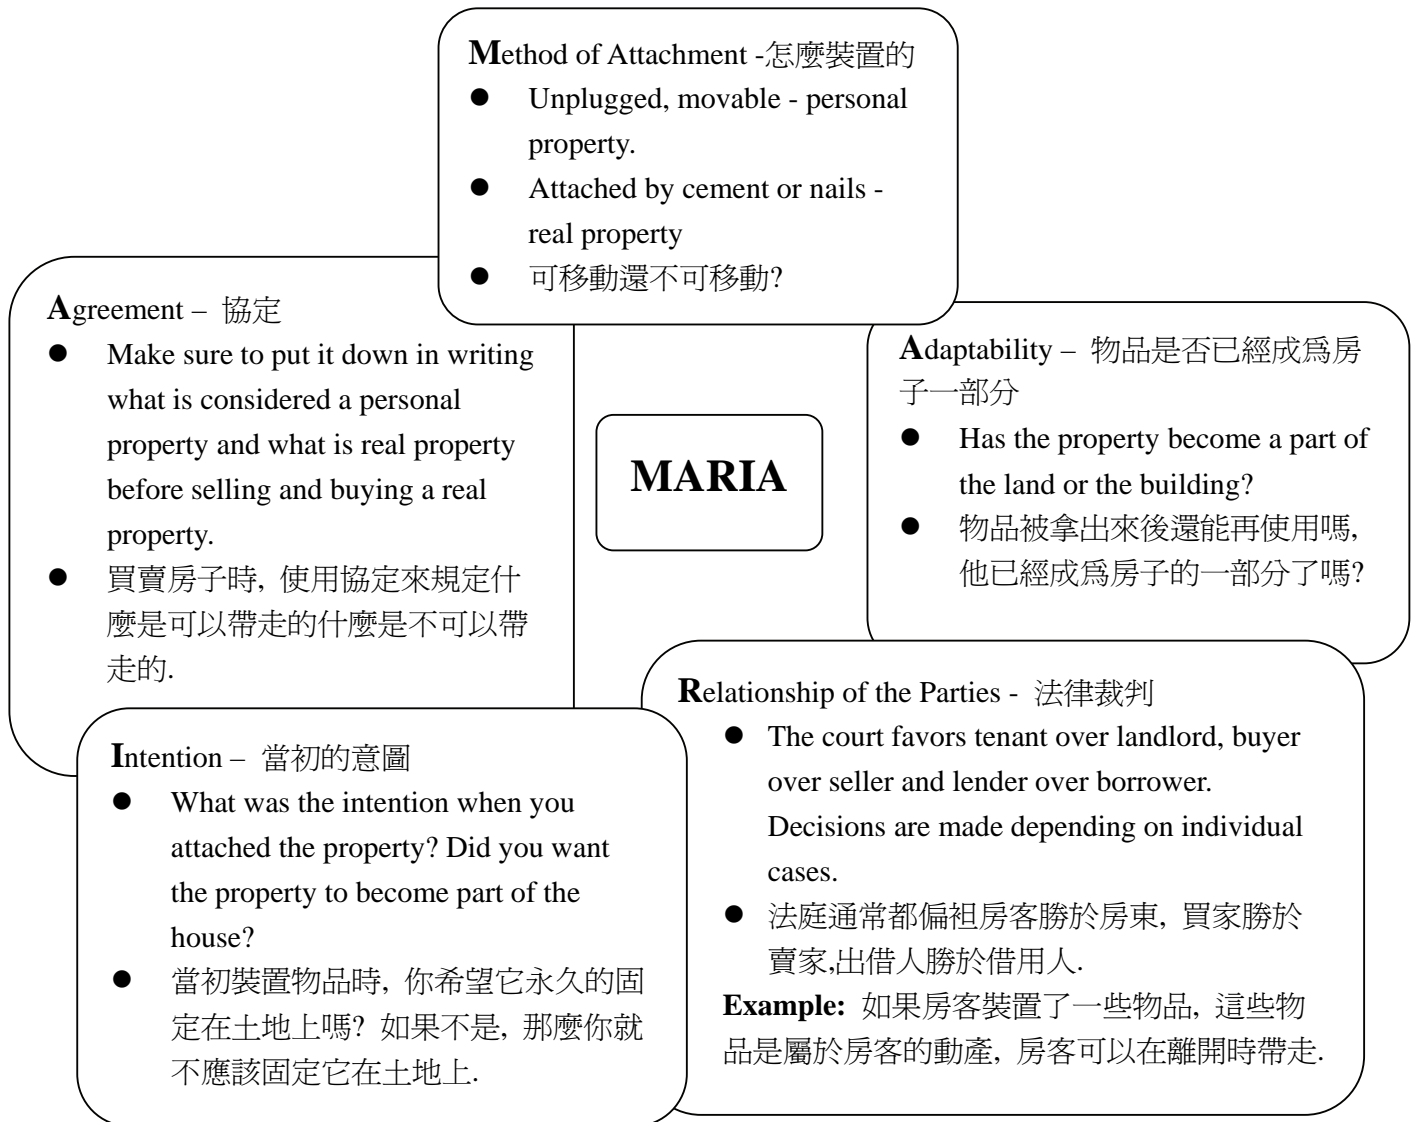 Method of Attachment -怎麼裝置的
● Unplugged, movable - personal
property.
● Attached by cement or nails -
real property
● 可移動還不可移動?
Agreement – 協定
● Make sure to put it down in writing
what is considered a personal
property and what is real property
before selling and buying a real
property.
● 買賣房子時, 使用協定來規定什
麼是可以帶走的什麼是不可以帶
走的.
MARIA
Adaptability – 物品是否已經成爲房
子一部分
● Has the property become a part of
the land or the building?
● 物品被拿出來後還能再使用嗎,
他已經成爲房子的一部分了嗎?
Relationship of the Parties - 法律裁判
● The court favors tenant over landlord, buyer
over seller and lender over borrower.
Decisions are made depending on individual
cases.
● 法庭通常都偏袒房客勝於房東, 買家勝於
賣家,出借人勝於借用人.
Example: 如果房客裝置了一些物品, 這些物
品是屬於房客的動產, 房客可以在離開時帶走.
Intention – 當初的意圖
● What was the intention when you
attached the property? Did you want
the property to become part of the
house?
● 當初裝置物品時, 你希望它永久的固
定在土地上嗎? 如果不是, 那麼你就
不應該固定它在土地上.